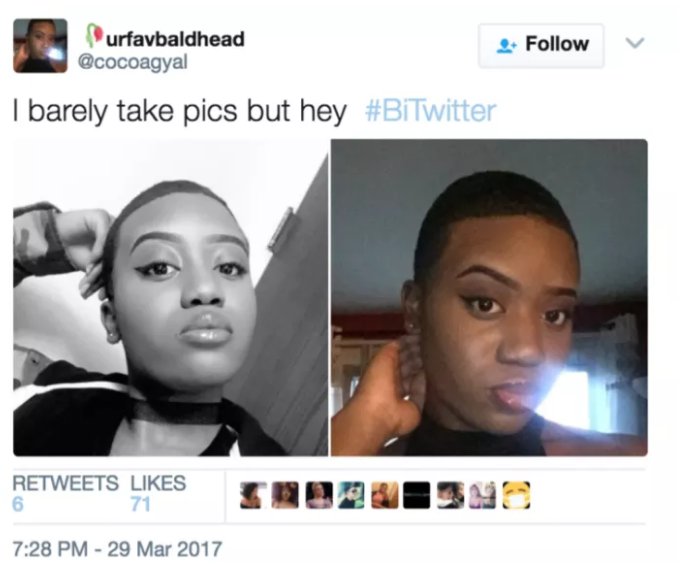 urfavbaldhead
@cocoagyal
Follow
I barely take pics but hey #BiTwitter
RETWEETS LIKES
6 71
7:28 PM - 29 Mar 2017